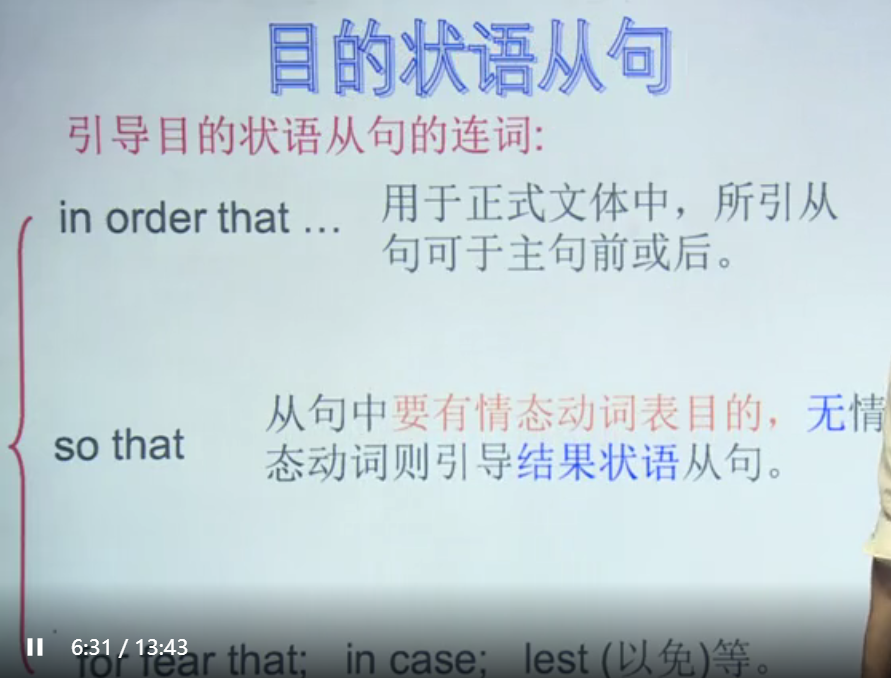 目的状语从句
引导目的状语从句的连词:
in order that … 用于正式文体中，所引从
句可于主句前或后。
so that 从句中要有情态动词表目的，无情
态动词则引导结果状语从句。
for fear that; in case; lest (以免)等。
6:31 / 13:43